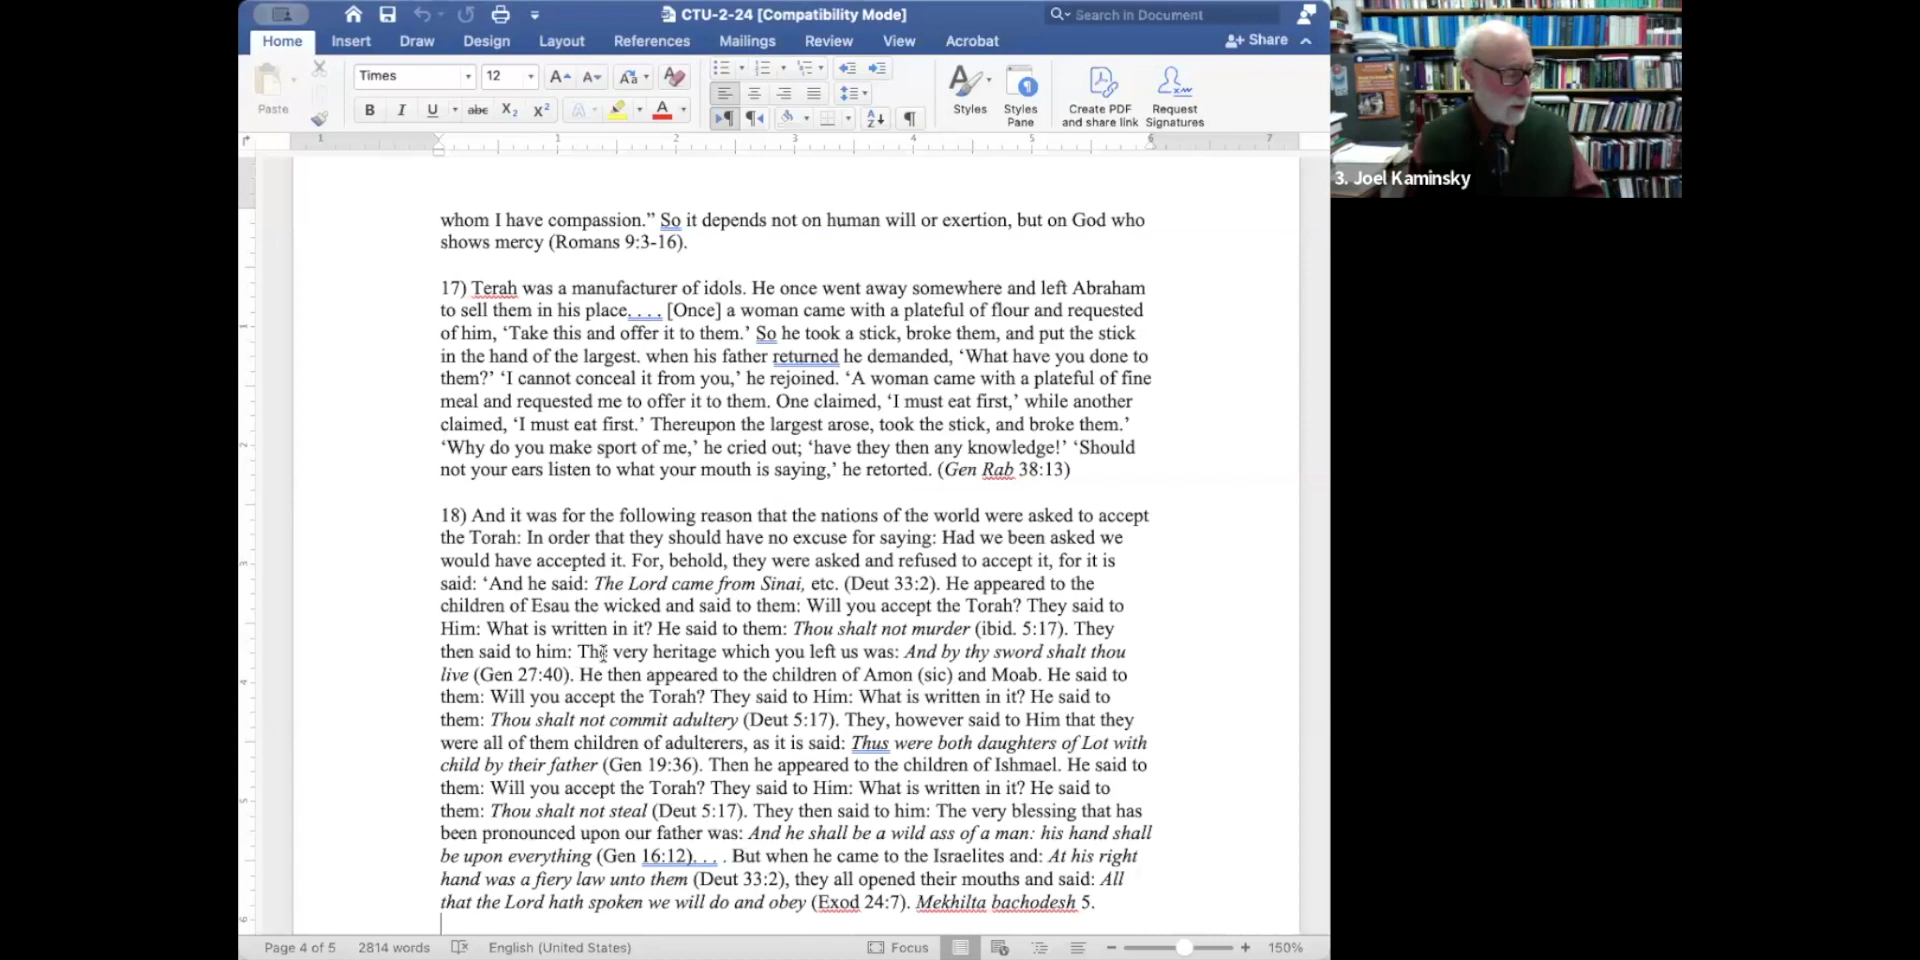 CTU-2-24 [Compatibility Mode]
Search in Document
Home Insert Draw Design Layout References Mailings Review View Acrobat
Share
Paste
Times
12
B I U abc X2 X2
Styles
Styles Pane
Create PDF and share link
Request Signatures
1 1 2 3 4 5 6 7
whom I have compassion.” So it depends not on human will or exertion, but on God who
shows mercy (Romans 9:3-16).
17) Terah was a manufacturer of idols. He once went away somewhere and left Abraham
to sell them in his place. . . . [Once] a woman came with a plateful of flour and requested
of him, ‘Take this and offer it to them.’ So he took a stick, broke them, and put the stick
in the hand of the largest. when his father returned he demanded, ‘What have you done to
them?’ ‘I cannot conceal it from you,’ he rejoined. ‘A woman came with a plateful of fine
meal and requested me to offer it to them. One claimed, ‘I must eat first,’ while another
claimed, ‘I must eat first.’ Thereupon the largest arose, took the stick, and broke them.’
‘Why do you make sport of me,’ he cried out; ‘have they then any knowledge!’ ‘Should
not your ears listen to what your mouth is saying,’ he retorted. (Gen Rab 38:13)
18) And it was for the following reason that the nations of the world were asked to accept
the Torah: In order that they should have no excuse for saying: Had we been asked we
would have accepted it. For, behold, they were asked and refused to accept it, for it is
said: ‘And he said: The Lord came from Sinai, etc. (Deut 33:2). He appeared to the
children of Esau the wicked and said to them: Will you accept the Torah? They said to
Him: What is written in it? He said to them: Thou shalt not murder (ibid. 5:17). They
then said to him: The very heritage which you left us was: And by thy sword shalt thou
live (Gen 27:40). He then appeared to the children of Amon (sic) and Moab. He said to
them: Will you accept the Torah? They said to Him: What is written in it? He said to
them: Thou shalt not commit adultery (Deut 5:17). They, however said to Him that they
were all of them children of adulterers, as it is said: Thus were both daughters of Lot with
child by their father (Gen 19:36). Then he appeared to the children of Ishmael. He said to
them: Will you accept the Torah? They said to Him: What is written in it? He said to
them: Thou shalt not steal (Deut 5:17). They then said to him: The very blessing that has
been pronounced upon our father was: And he shall be a wild ass of a man: his hand shall
be upon everything (Gen 16:12). . . . But when he came to the Israelites and: At his right
hand was a fiery law unto them (Deut 33:2), they all opened their mouths and said: All
that the Lord hath spoken we will do and obey (Exod 24:7). Mekhilta bachodesh 5.
Page 4 of 5 2814 words English (United States) Focus 150%
3. Joel Kaminsky